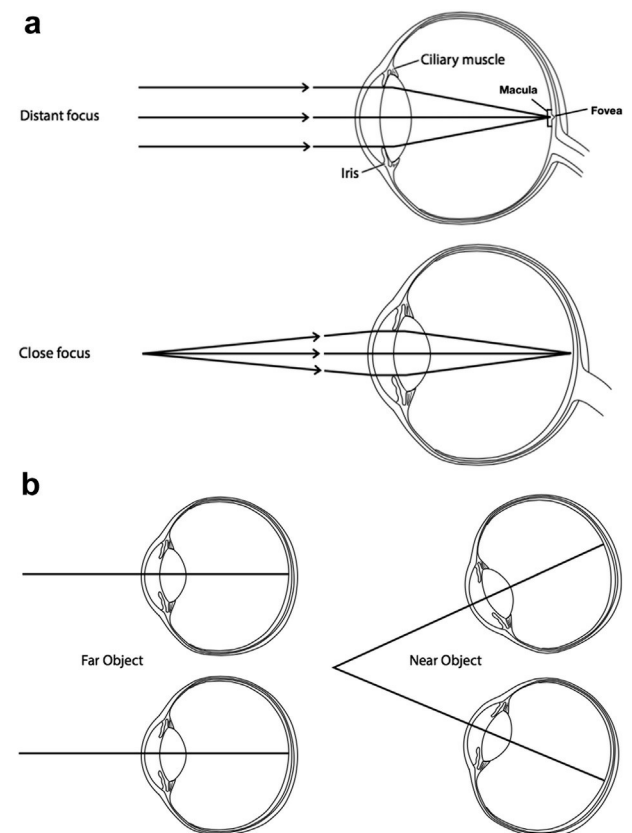 a
Ciliary muscle
Macula
Distant focus
Fovea
Iris
Close focus
b
Far Object
Near Object